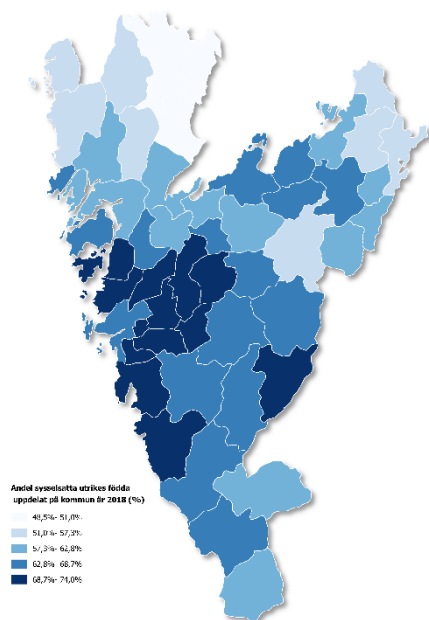 Andel sysselsatta utrikes födda
uppdelat på kommun år 2018 (%)
48,5%- 51,0%
51,0%- 57,3%
57,3%- 62,8%
62,8%- 68,7%
68,7%- 74,0%